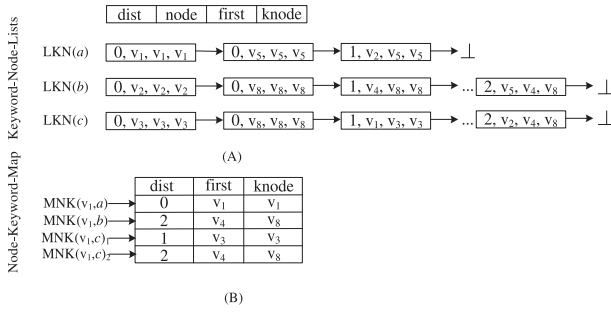 Keyword-Node-Lists
dist node first knode
LKN(a) 0, v₁, v₁, v₁ 0, v₅, v₅, v₅ 1, v₂, v₅, v₅
LKN(b) 0, v₂, v₂, v₂ 0, v₈, v₈, v₈ 1, v₄, v₈, v₈ ... 2, v₅, v₄, v₈
LKN(c) 0, v₃, v₃, v₃ 0, v₈, v₈, v₈ 1, v₁, v₃, v₃ ... 2, v₂, v₄, v₈
(A)
Node-Keyword-Map
dist first knode
MNK(v₁,a) 0 v₁ v₁
MNK(v₁,b) 2 v₄ v₈
MNK(v₁,c)₁ 1 v₃ v₃
MNK(v₁,c)₂ 2 v₄ v₈
(B)